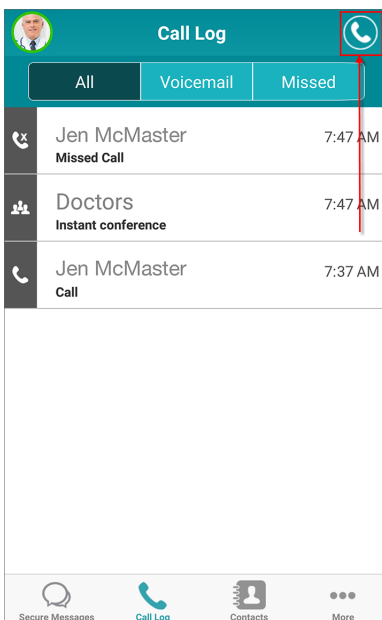 Call Log
All Voicemail Missed
Jen McMaster 7:47 AM
Missed Call
Doctors 7:47 AM
Instant conference
Jen McMaster 7:37 AM
Call
Secure Messages Call Log Contacts More